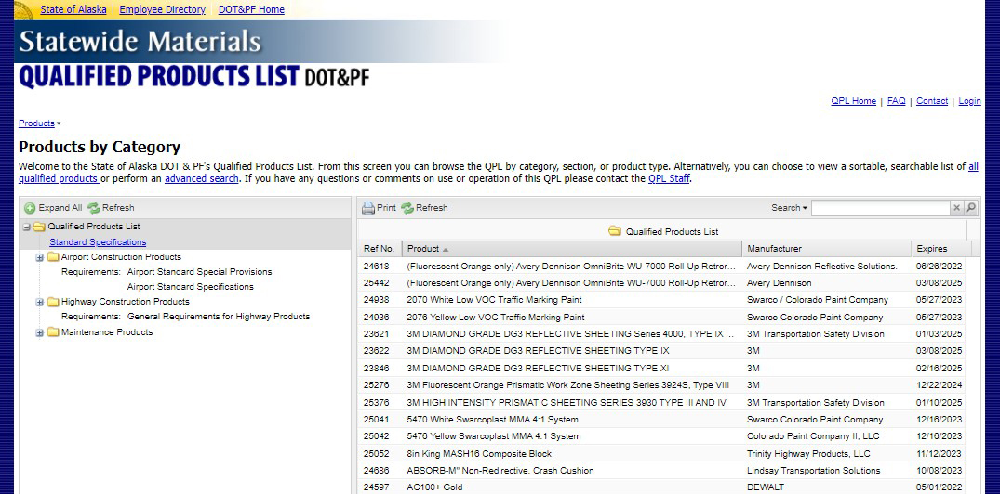 State of Alaska Employee Directory DOT&PF Home
Statewide Materials
QUALIFIED PRODUCTS LIST DOT&PF
QPL Home | FAQ | Contact | Login
Products
Products by Category
Welcome to the State of Alaska DOT & PF's Qualified Products List. From this screen you can browse the QPL by category, section, or product type. Alternatively, you can choose to view a sortable, searchable list of all
qualified products or perform an advanced search. If you have any questions or comments on use or operation of this QPL please contact the QPL Staff.
Expand All Refresh
Qualified Products List
Standard Specifications
Airport Construction Products
Requirements: Airport Standard Special Provisions
Airport Standard Specifications
Highway Construction Products
Requirements: General Requirements for Highway Products
Maintenance Products
Print Refresh Search
Qualified Products List
Ref No. Product Manufacturer Expires
24618 (Fluorescent Orange only) Avery Dennison OmniBrite WU-7000 Roll-Up Retror... Avery Dennison Reflective Solutions. 06/26/2022
25442 (Fluorescent Orange only) Avery Dennison OmniBrite WU-7000 Roll-Up Retror... Avery Dennison 03/08/2025
24938 2070 White Low VOC Traffic Marking Paint Swarco / Colorado Paint Company 05/27/2023
24936 2076 Yellow Low VOC Traffic Marking Paint Swarco Colorado Paint Company 05/27/2023
23621 3M DIAMOND GRADE DG3 REFLECTIVE SHEETING Series 4000, TYPE IX ... 3M Transportation Safety Division 01/03/2025
23622 3M DIAMOND GRADE DG3 REFLECTIVE SHEETING TYPE IX 3M 03/08/2025
23846 3M DIAMOND GRADE DG3 REFLECTIVE SHEETING TYPE XI 3M 02/16/2025
25276 3M Fluorescent Orange Prismatic Work Zone Sheeting Series 3924S, Type VIII 3M 12/22/2024
25376 3M HIGH INTENSITY PRISMATIC SHEETING SERIES 3930 TYPE III AND IV 3M Transportation Safety Division 01/10/2025
25041 5470 White Swarcoplast MMA 4:1 System Swarco Colorado Paint Company 12/16/2023
25042 5476 Yellow Swarcoplast MMA 4:1 System Colorado Paint Company II, LLC 12/16/2023
25052 8in King MASH16 Composite Block Trinity Highway Products, LLC 11/12/2023
24686 ABSORB-M" Non-Redirective, Crash Cushion Lindsay Transportation Solutions 10/08/2023
24597 AC100+ Gold DEWALT 05/01/2022